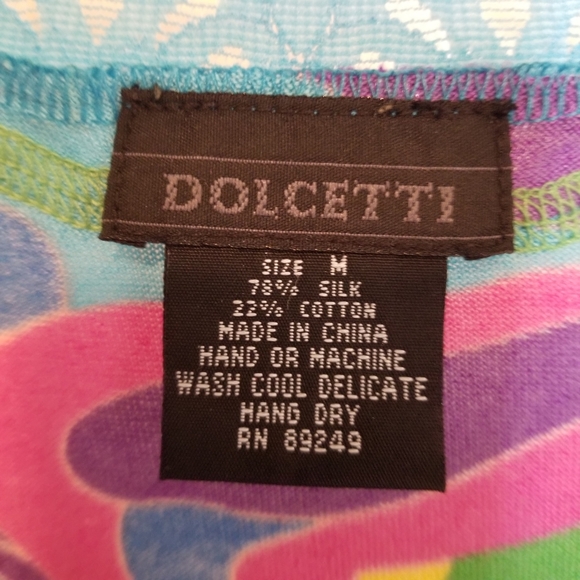 DOLCETTI
SIZE M
78% SILK
22% COTTON
MADE IN CHINA
HAND OR MACHINE
WASH COOL DELICATE
HANG DRY
RN 89249